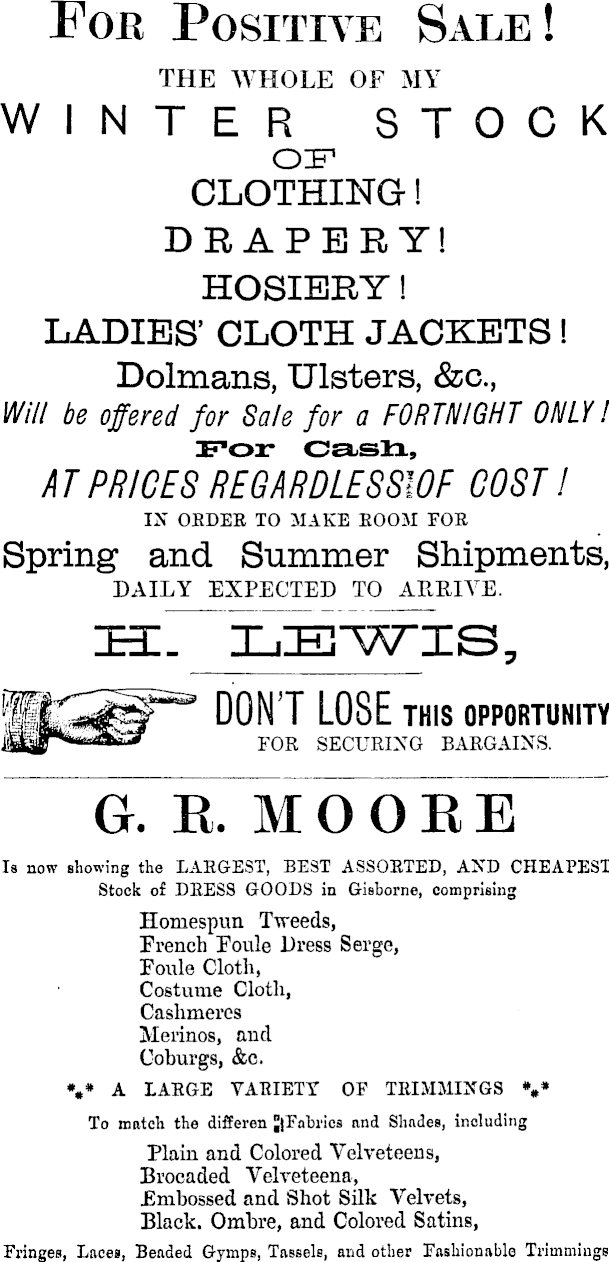 FOR POSITIVE SALE!
THE WHOLE OF MY
WINTER STOCK
OF
CLOTHING!
DRAPERY!
HOSIERY!
LADIES' CLOTH JACKETS!
Dolmans, Ulsters, &c.,
Will be offered for Sale for a FORTNIGHT ONLY!
For Cash,
AT PRICES REGARDLESS OF COST!
IN ORDER TO MAKE ROOM FOR
Spring and Summer Shipments,
DAILY EXPECTED TO ARRIVE.
H. LEWIS,
DON'T LOSE THIS OPPORTUNITY
FOR SECURING BARGAINS.
G. R. MOORE
Is now showing the LARGEST, BEST ASSORTED, AND CHEAPEST
Stock of DRESS GOODS in Gisborne, comprising
Homespun Tweeds,
French Foule Dress Serge,
Foule Cloth,
Costume Cloth,
Cashmeres
Merinos, and
Coburgs, &c.
*⁎* A LARGE VARIETY OF TRIMMINGS *⁎*
To match the differen Fabrics and Shades, including
Plain and Colored Velveteens,
Brocaded Velveteena,
Embossed and Shot Silk Velvets,
Black. Ombre, and Colored Satins,
Fringes, Laces, Beaded Gymps, Tassels, and other Fashionable Trimmings